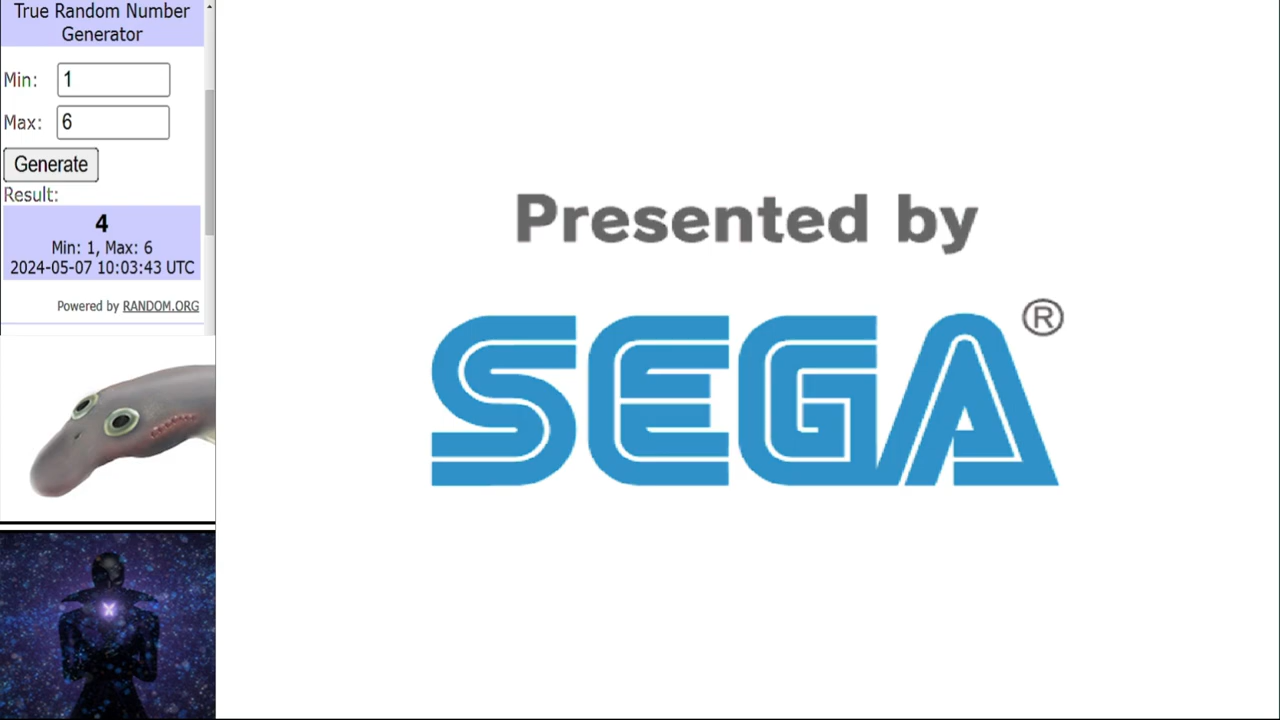 True Random Number
Generator
Min: 1
Max: 6
Generate
Result:
4
Min: 1, Max: 6
2024-05-07 10:03:43 UTC
Powered by RANDOM.ORG
Presented by
SEGA®